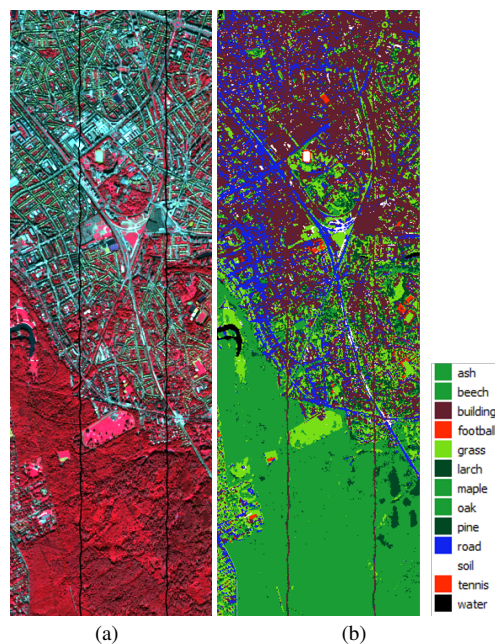 ash
beech
building
football
grass
larch
maple
oak
pine
road
soil
tennis
water
(a)
(b)